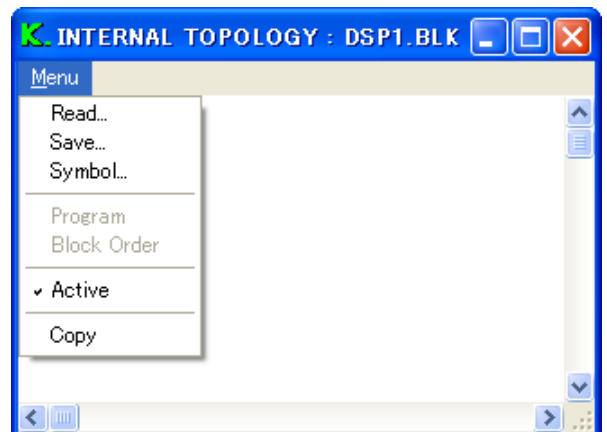 K. INTERNAL TOPOLOGY : DSP1.BLK
Menu
Read...
Save...
Symbol...
Program
Block Order
Active
Copy